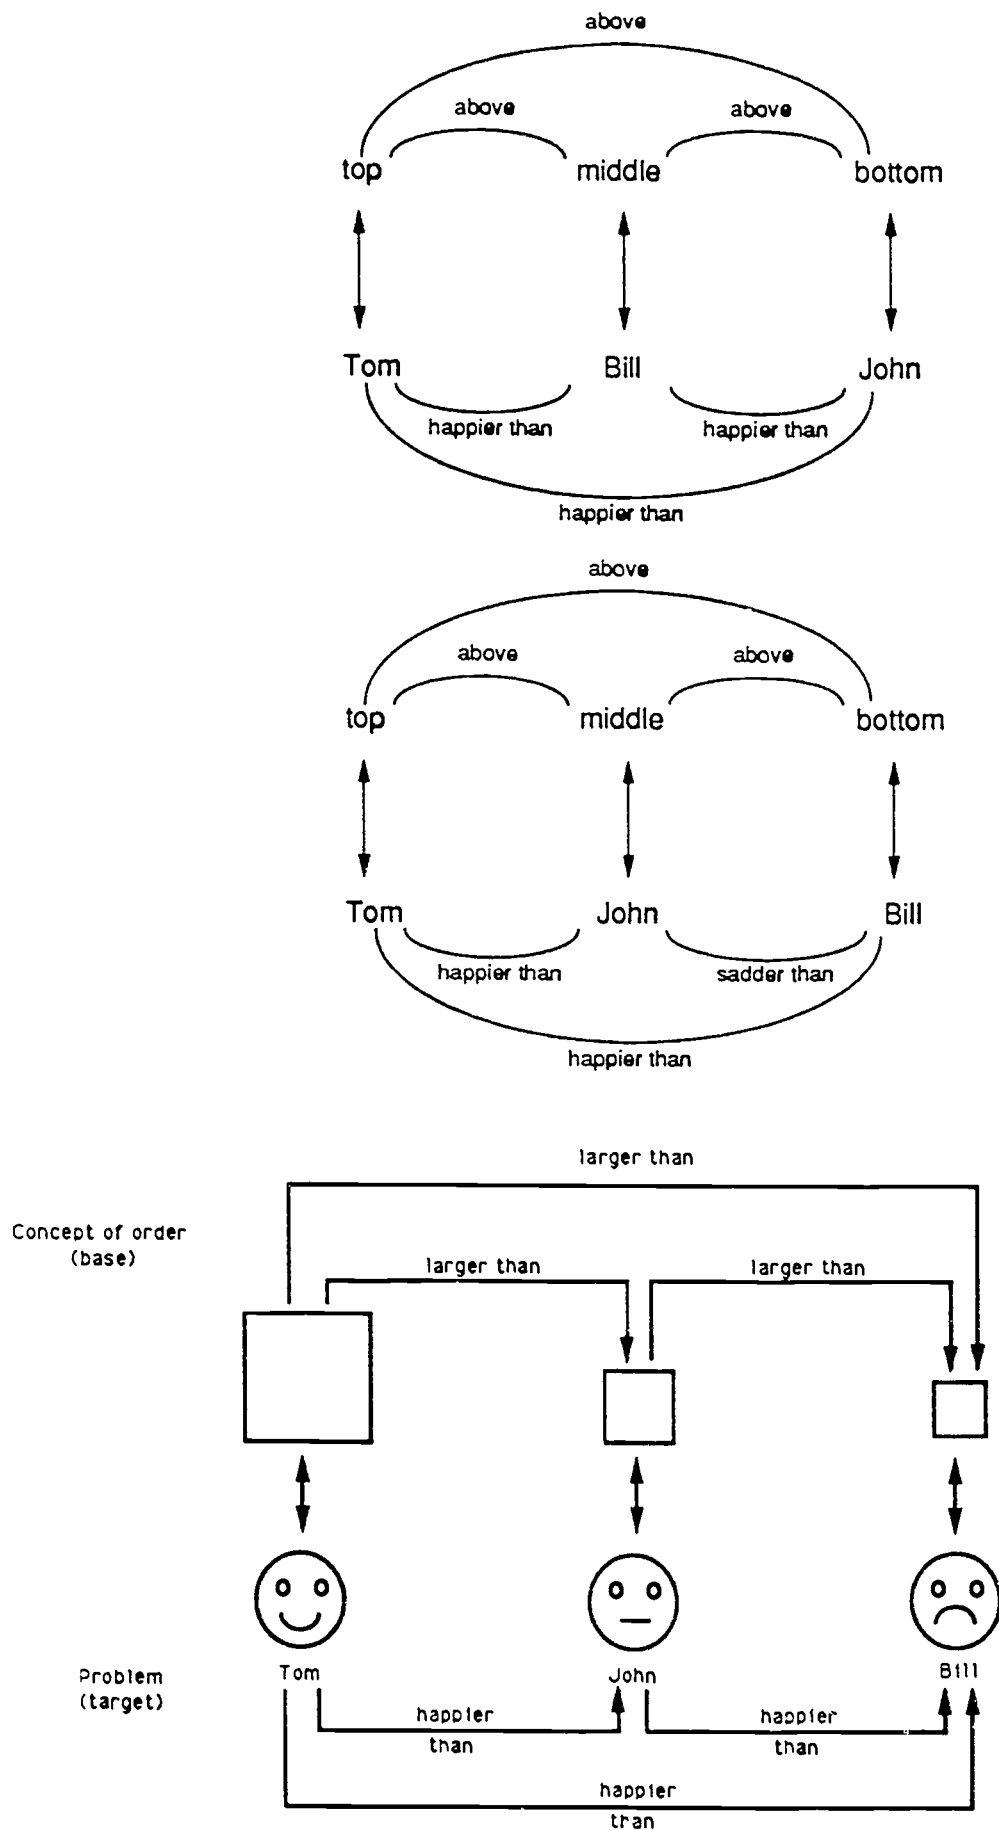 above
above
above
top
middle
bottom
Tom
Bill
John
happier than
happier than
happier than
above
above
above
top
middle
bottom
Tom
John
Bill
happier than
sadder than
happier than
larger than
Concept of order
(base)
larger than
larger than
Tom
John
Bill
Problem
(target)
happier
than
happier
than
happier
than